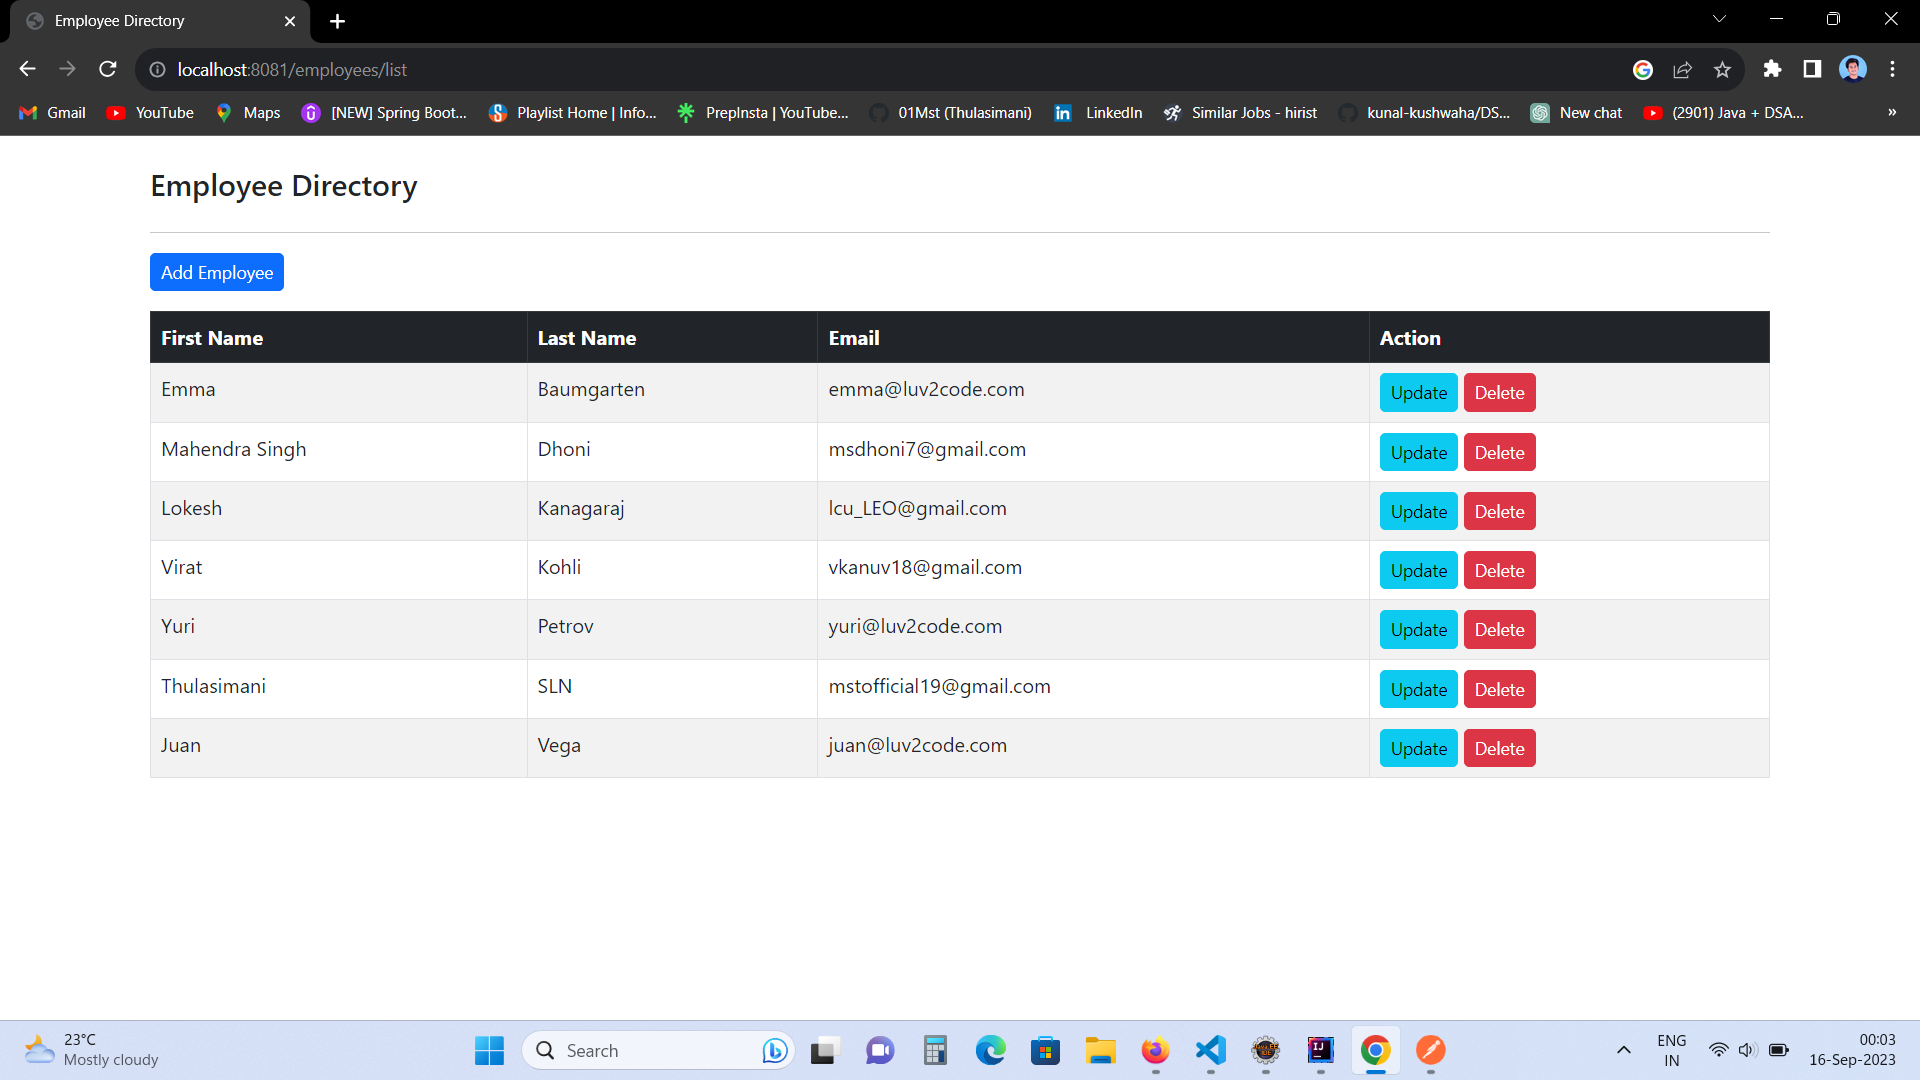 Employee Directory
localhost:8081/employees/list
Gmail YouTube Maps [NEW] Spring Boot... Playlist Home | Info... PrepInsta | YouTube... 01Mst (Thulasimani) LinkedIn Similar Jobs - hirist kunal-kushwaha/DS... New chat (2901) Java + DSA... »
Employee Directory
Add Employee
First Name Last Name Email Action
Emma Baumgarten emma@luv2code.com Update Delete
Mahendra Singh Dhoni msdhoni7@gmail.com Update Delete
Lokesh Kanagaraj lcu_LEO@gmail.com Update Delete
Virat Kohli vkanuv18@gmail.com Update Delete
Yuri Petrov yuri@luv2code.com Update Delete
Thulasimani SLN mstofficial19@gmail.com Update Delete
Juan Vega juan@luv2code.com Update Delete
23°C
Mostly cloudy
Search
ENG
IN
00:03
16-Sep-2023